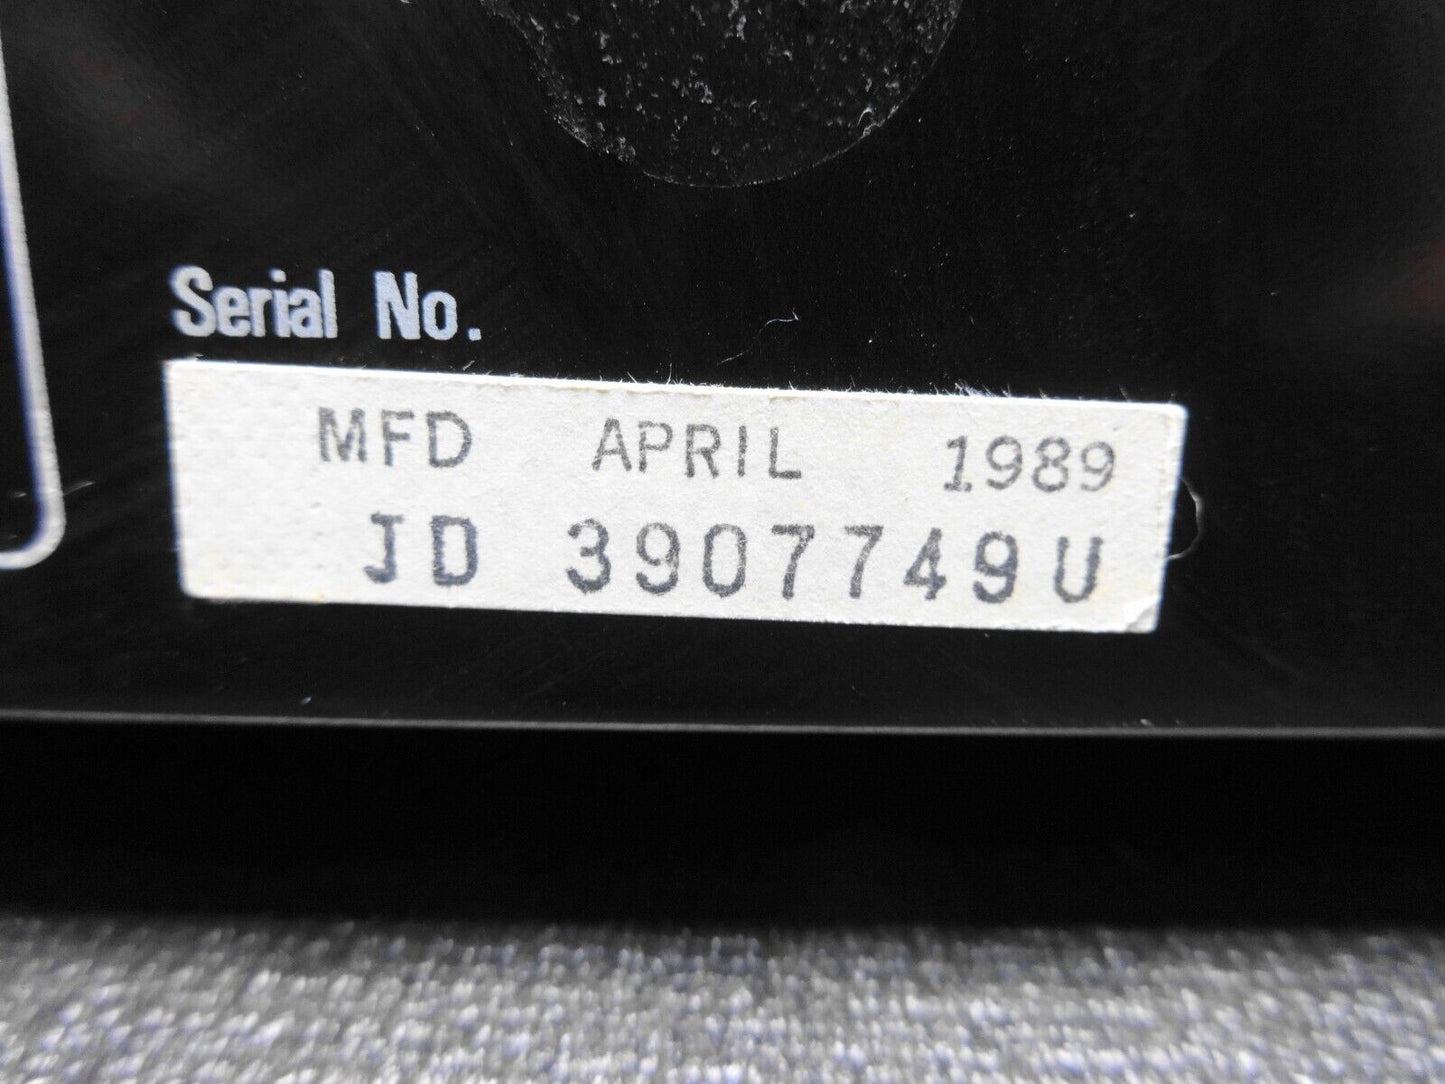 Serial No.
MFD APRIL 1989
JD 3907749U